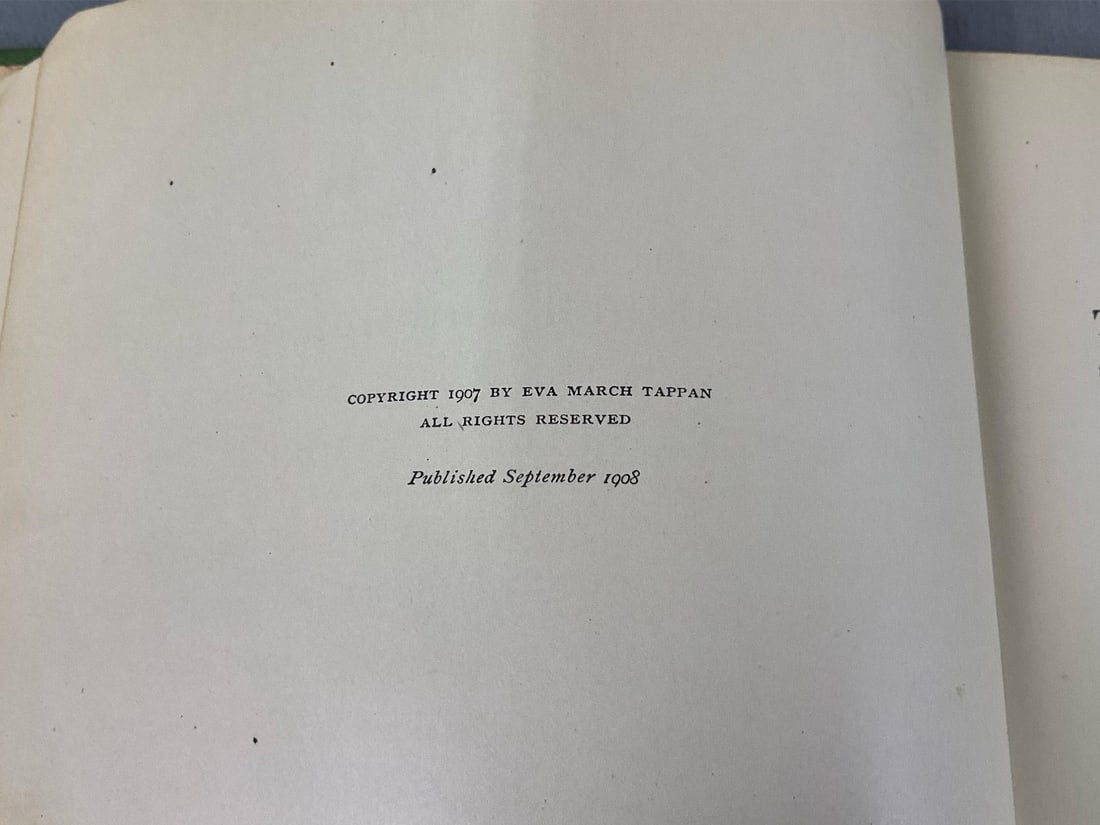 COPYRIGHT 1907 BY EVA MARCH TAPPAN
ALL RIGHTS RESERVED
Published September 1908